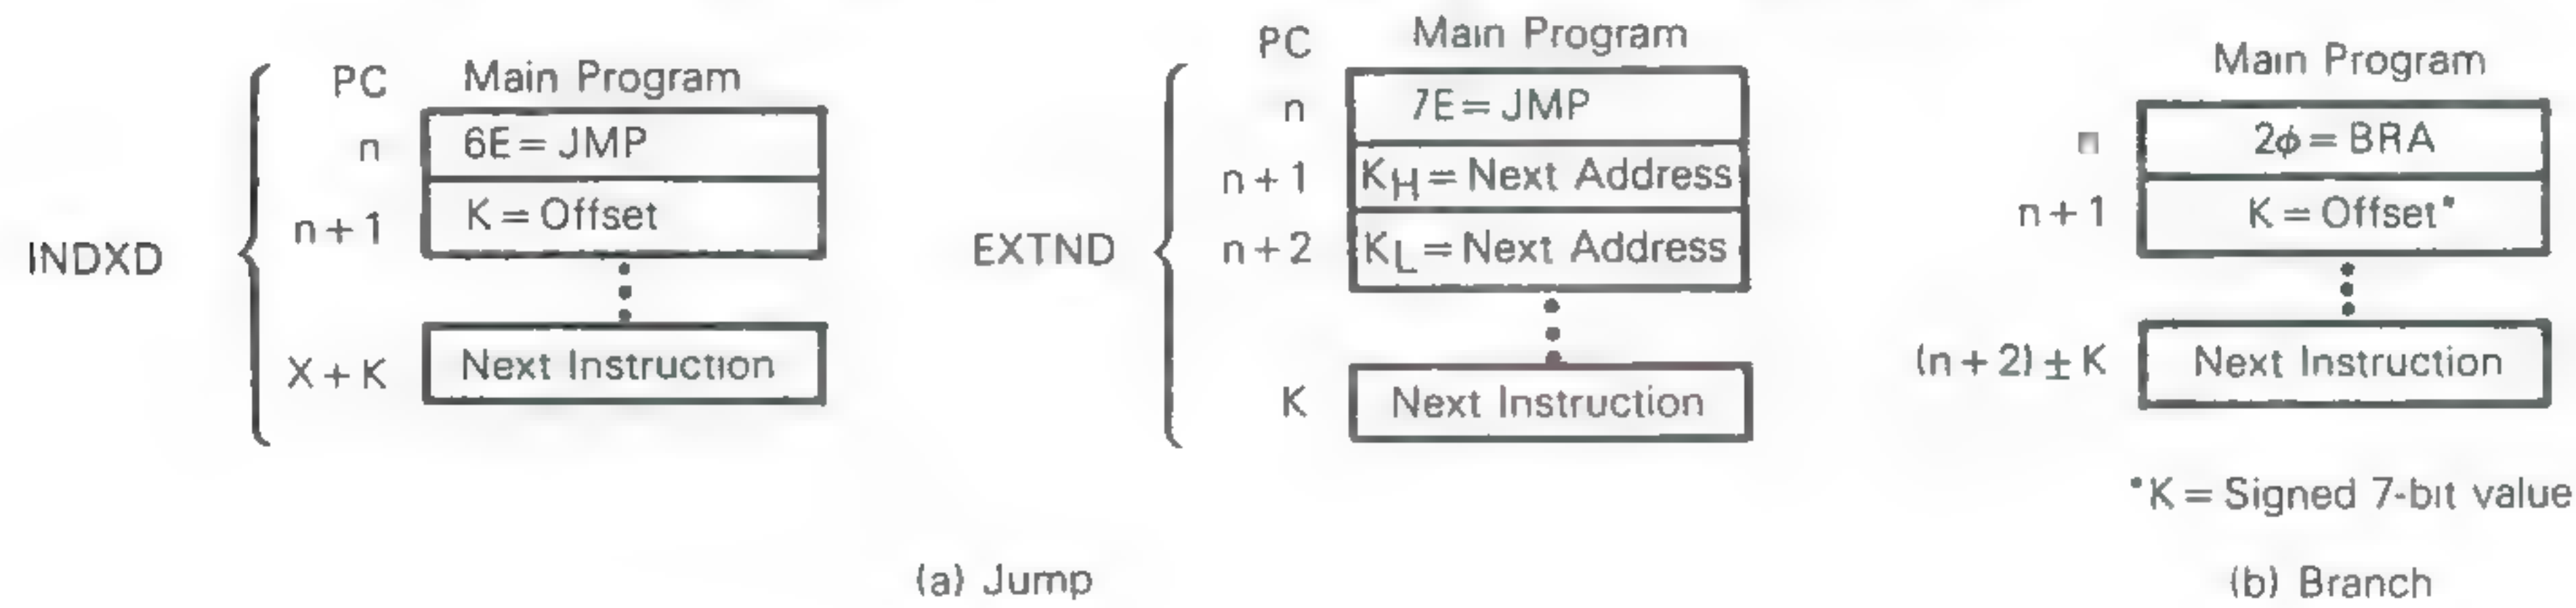 INDXD
PC Main Program
n 6E = JMP
n + 1 K = Offset
X + K Next Instruction
EXTND
PC Main Program
n 7E = JMP
n + 1 KH = Next Address
n + 2 KL = Next Address
K Next Instruction
(a) Jump
Main Program
2ϕ = BRA
n + 1 K = Offset*
(n + 2) ± K Next Instruction
*K = Signed 7-bit value
(b) Branch